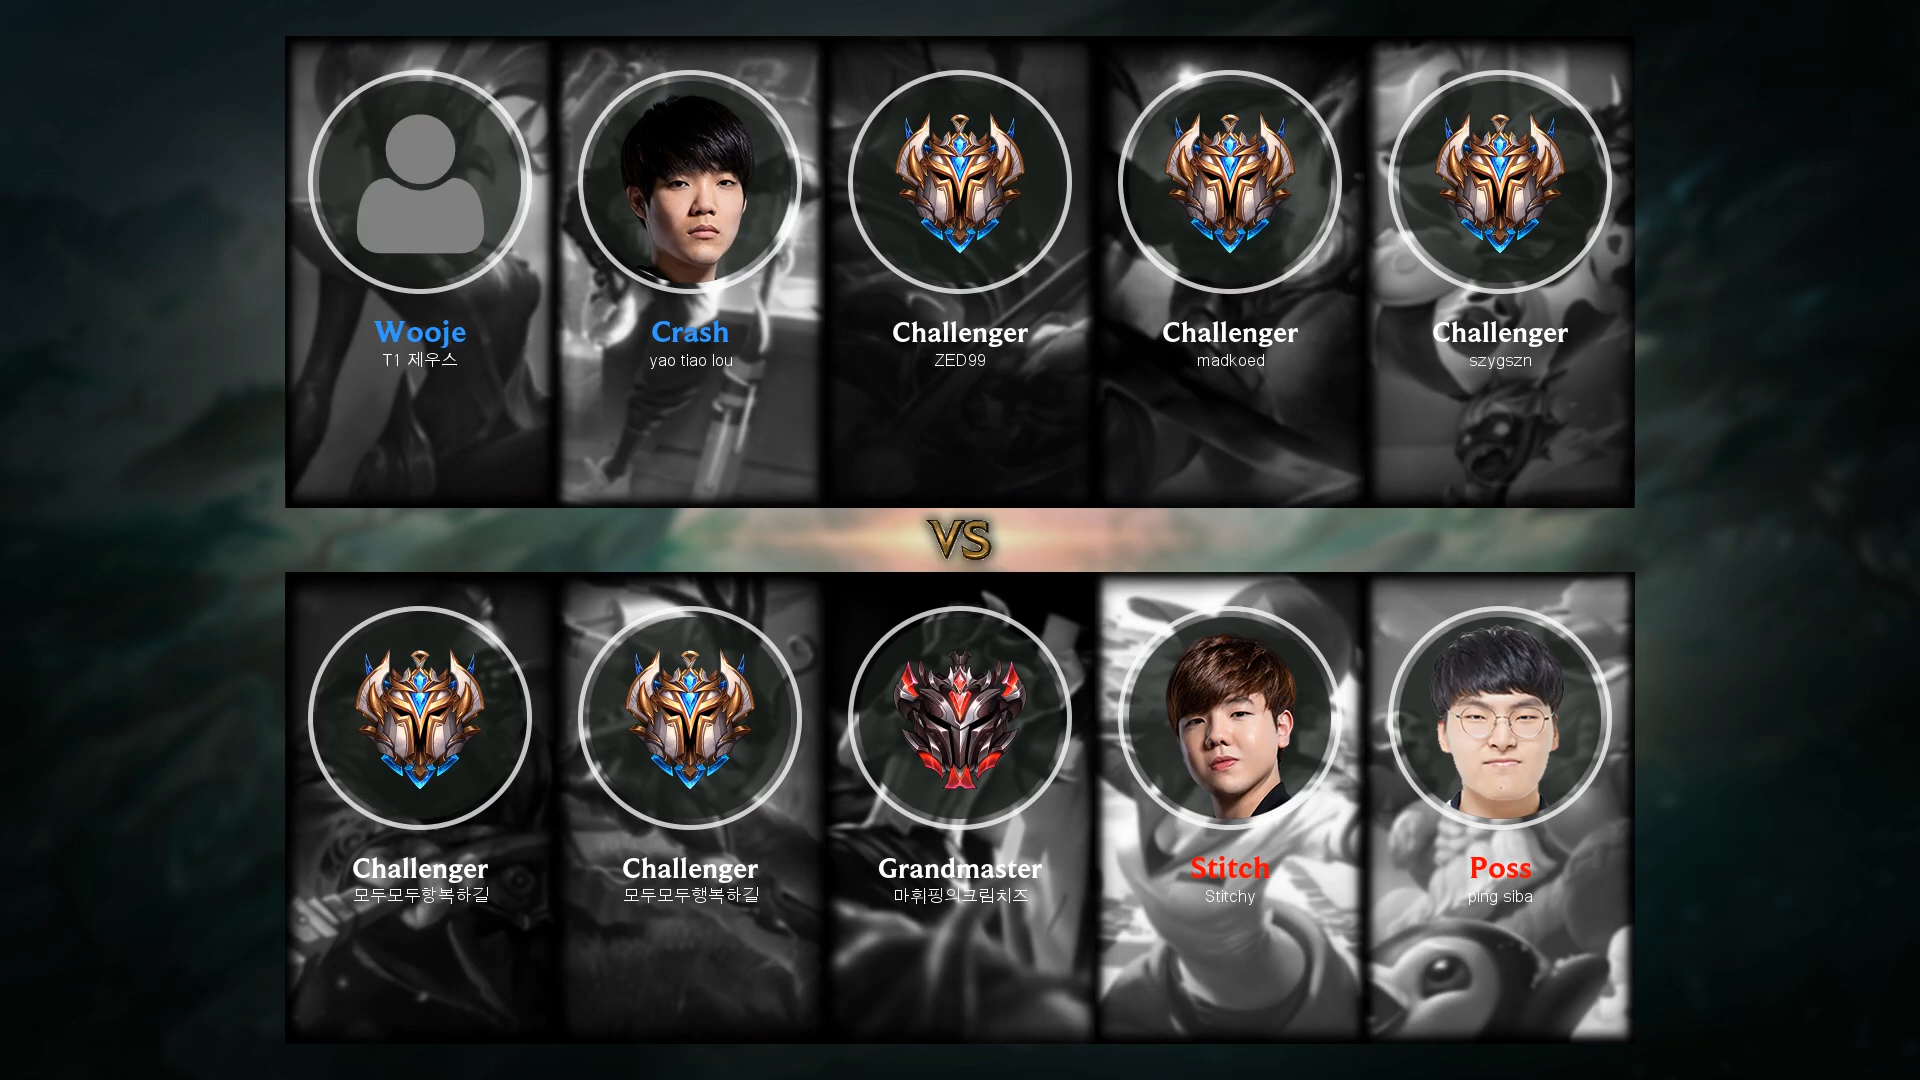 Wooje
T1 제우스
Crash
yao tiao lou
Challenger
ZED99
Challenger
madkoed
Challenger
szygszn
VS
Challenger
모두모두항복하길
Challenger
모두모두행복하길
Grandmaster
마휘핑의크림치즈
Stitch
Stitchy
Poss
ping siba